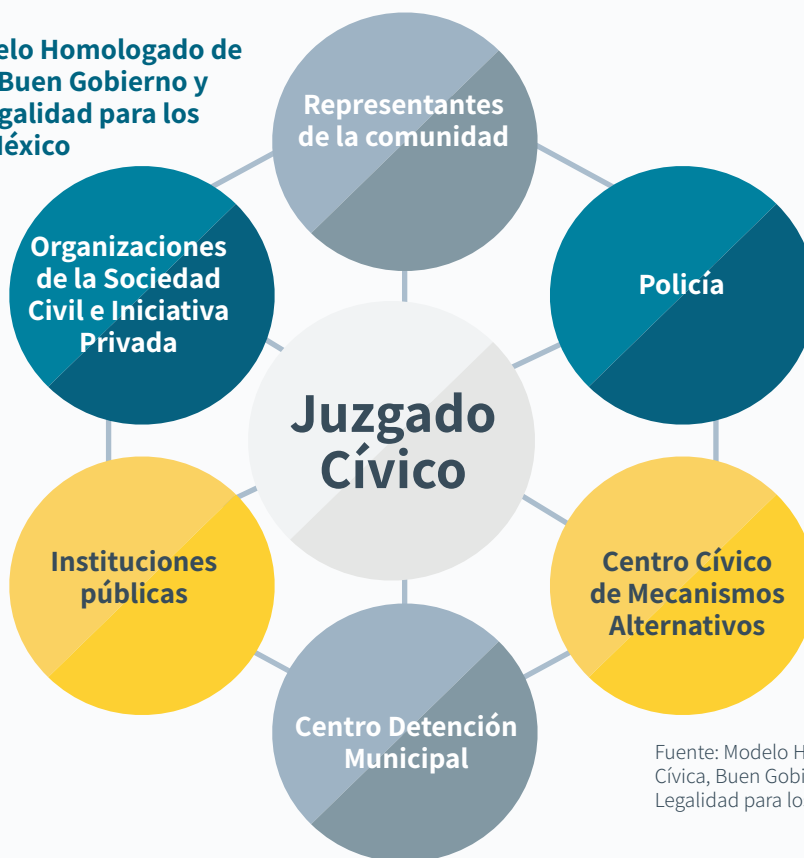 elo Homologado de
Buen Gobierno y
galidad para los
México
Representantes
de la comunidad
Organizaciones
de la Sociedad
Civil e Iniciativa
Privada
Policía
Juzgado
Cívico
Instituciones
públicas
Centro Cívico
de Mecanismos
Alternativos
Centro Detención
Municipal
Fuente: Modelo H
Cívica, Buen Gobi
Legalidad para lo